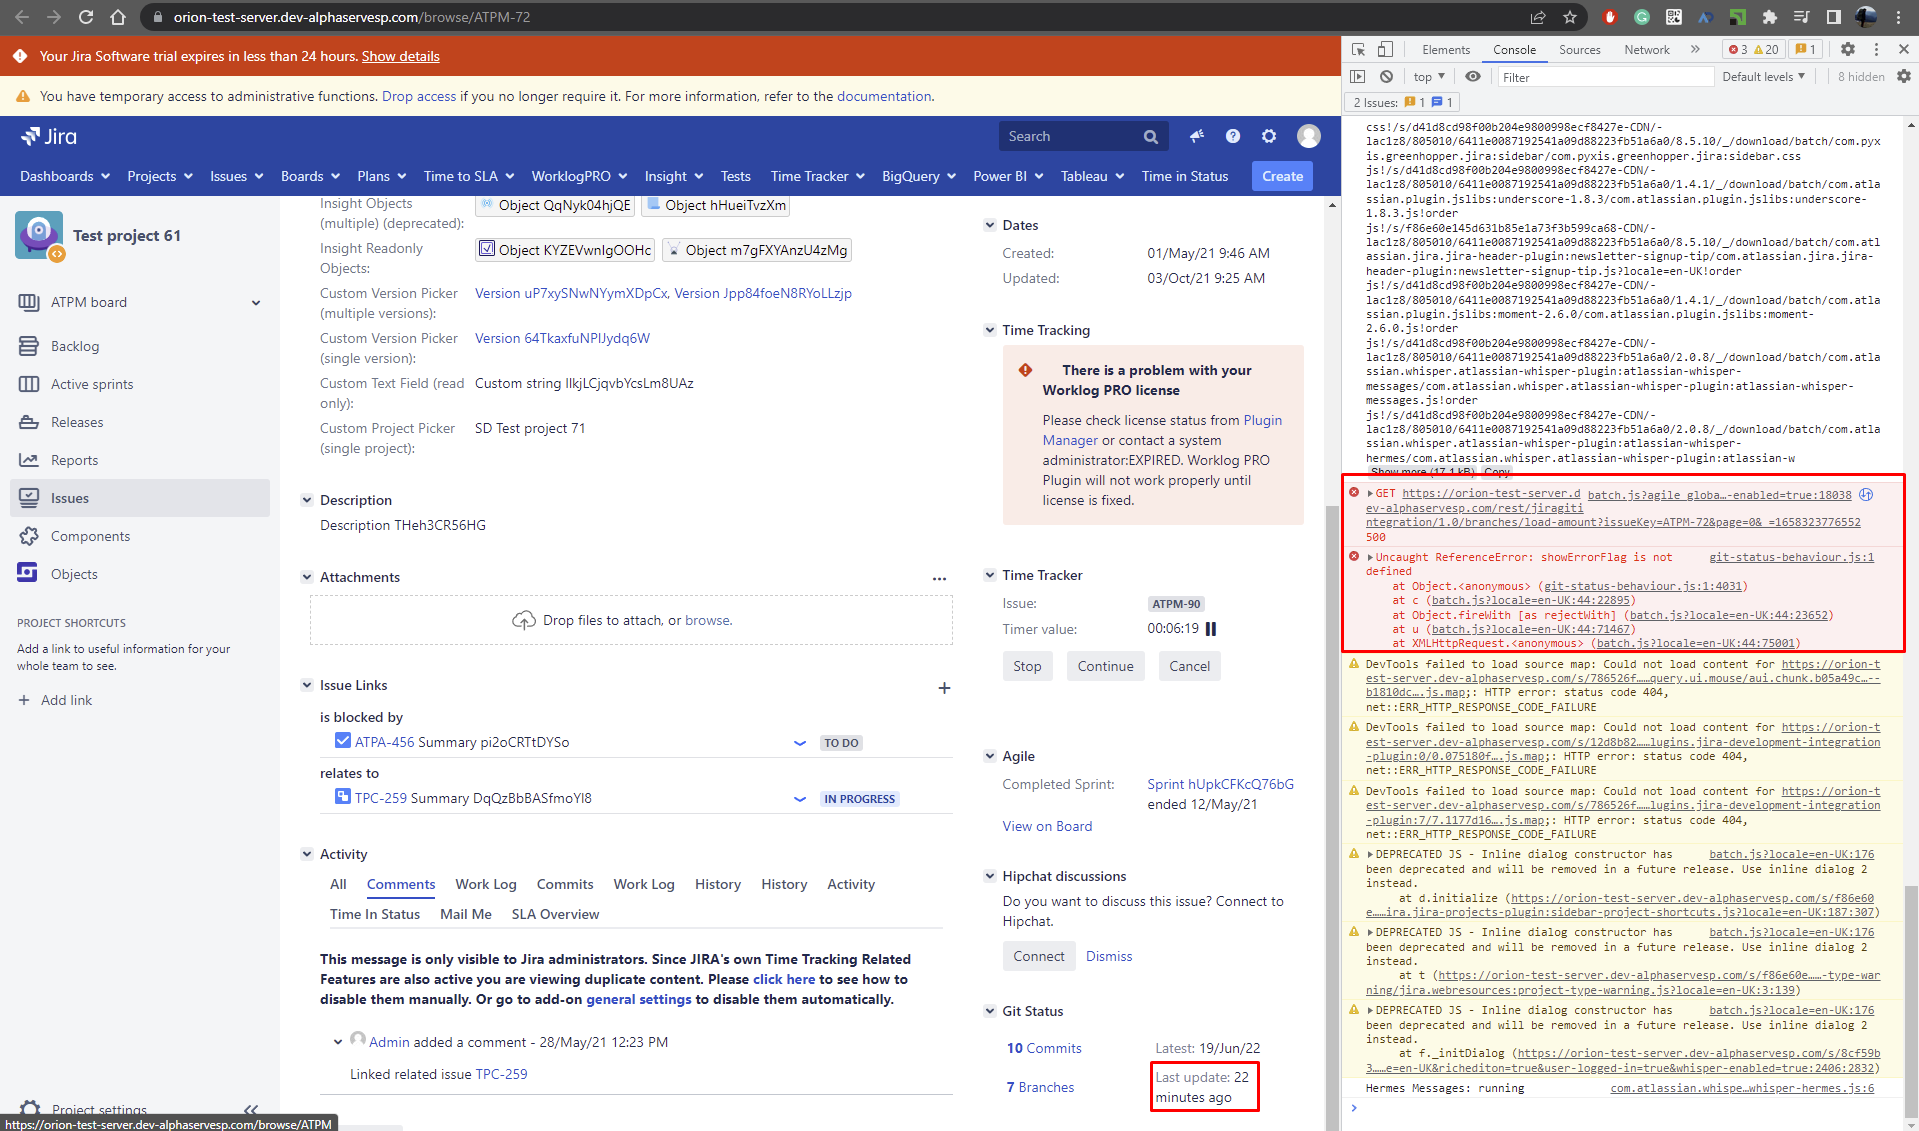 orion-test-server.dev-alphaservesp.com/browse/ATPM-72
Your Jira Software trial expires in less than 24 hours. Show details
You have temporary access to administrative functions. Drop access if you no longer require it. For more information, refer to the documentation.
Jira
Search
Dashboards Projects Issues Boards Plans Time to SLA WorklogPRO Insight Tests Time Tracker BigQuery Power BI Tableau Time in Status Create
Test project 61
ATPM board
Backlog
Active sprints
Releases
Reports
Issues
Components
Objects
PROJECT SHORTCUTS
Add a link to useful information for your
whole team to see.
+ Add link
Project settings
https://orion-test-server.dev-alphaservesp.com/browse/ATPM
Insight Objects
(multiple) (deprecated):
Object QqNyk04hjQE Object hHueiTvzXm
Insight Readonly
Objects:
Object KYZEVwnIgOOHc Object m7gFXYAnzU4zMg
Custom Version Picker
(multiple versions):
Version uP7xySNwNYymXDpCx, Version Jpp84foeN8RYoLLzjp
Custom Version Picker
(single version):
Version 64TkaxfuNPIJydq6W
Custom Text Field (read
only):
Custom string IlkjLCjqvbYcsLm8UAz
Custom Project Picker
(single project):
SD Test project 71
Description
Description THeh3CR56HG
Attachments
Drop files to attach, or browse.
Issue Links
is blocked by
ATPA-456 Summary pi2oCRTtDYSo TO DO
relates to
TPC-259 Summary DqQzBbBASfmoYI8 IN PROGRESS
Activity
All Comments Work Log Commits Work Log History History Activity
Time In Status Mail Me SLA Overview
This message is only visible to Jira administrators. Since JIRA's own Time Tracking Related
Features are also active you are viewing duplicate content. Please click here to see how to
disable them manually. Or go to add-on general settings to disable them automatically.
Admin added a comment - 28/May/21 12:23 PM
Linked related issue TPC-259
Dates
Created: 01/May/21 9:46 AM
Updated: 03/Oct/21 9:25 AM
Time Tracking
There is a problem with your
Worklog PRO license
Please check license status from Plugin
Manager or contact a system
administrator:EXPIRED. Worklog PRO
Plugin will not work properly until
license is fixed.
Time Tracker
Issue: ATPM-90
Timer value: 00:06:19
Stop Continue Cancel
Agile
Completed Sprint: Sprint hUpkCFKcQ76bG
ended 12/May/21
View on Board
Hipchat discussions
Do you want to discuss this issue? Connect to
Hipchat.
Connect Dismiss
Git Status
10 Commits Latest: 19/Jun/22
7 Branches Last update: 22
minutes ago
Elements Console Sources Network 3 20 1
top Filter Default levels 8 hidden
2 Issues: 1 1
css!/s/d41d8cd98f00b204e9800998ecf8427e-CDN/-
lac1z8/805010/6411e0087192541a09d88223fb51a6a0/8.5.10/_/download/batch/com.pyx
is.greenhopper.jira:sidebar/com.pyxis.greenhopper.jira:sidebar.css
js!/s/d41d8cd98f00b204e9800998ecf8427e-CDN/-
lac1z8/805010/6411e0087192541a09d88223fb51a6a0/1.4.1/_/download/batch/com.atla
ssian.plugin.jslibs:underscore-1.8.3/com.atlassian.plugin.jslibs:underscore-
1.8.3.js!order
js!/s/f86e60e145d631b85e1a73f3b599ca68-CDN/-
lac1z8/805010/6411e0087192541a09d88223fb51a6a0/8.5.10/_/download/batch/com.atl
assian.jira.jira-header-plugin:newsletter-signup-tip/com.atlassian.jira.jira-
header-plugin:newsletter-signup-tip.js?locale=en-UK!order
js!/s/d41d8cd98f00b204e9800998ecf8427e-CDN/-
lac1z8/805010/6411e0087192541a09d88223fb51a6a0/1.4.1/_/download/batch/com.atla
ssian.plugin.jslibs:moment-2.6.0/com.atlassian.plugin.jslibs:moment-
2.6.0.js!order
js!/s/d41d8cd98f00b204e9800998ecf8427e-CDN/-
lac1z8/805010/6411e0087192541a09d88223fb51a6a0/2.0.8/_/download/batch/com.atla
ssian.whisper.atlassian-whisper-plugin:atlassian-whisper-
messages/com.atlassian.whisper.atlassian-whisper-plugin:atlassian-whisper-
messages.js!order
js!/s/d41d8cd98f00b204e9800998ecf8427e-CDN/-
lac1z8/805010/6411e0087192541a09d88223fb51a6a0/2.0.8/_/download/batch/com.atla
ssian.whisper.atlassian-whisper-plugin:atlassian-whisper-
hermes/com.atlassian.whisper.atlassian-whisper-plugin:atlassian-w
Show more (17.1 kB) Copy
GET https://orion-test-server.d batch.js?agile_globa…-enabled=true:18038
ev-alphaservesp.com/rest/jiragiti
ntegration/1.0/branches/load-amount?issueKey=ATPM-72&page=0&_=1658323776552
500
Uncaught ReferenceError: showErrorFlag is not git-status-behaviour.js:1
defined
at Object.<anonymous> (git-status-behaviour.js:1:4031)
at c (batch.js?locale=en-UK:44:22895)
at Object.fireWith [as rejectWith] (batch.js?locale=en-UK:44:23652)
at u (batch.js?locale=en-UK:44:71467)
at XMLHttpRequest.<anonymous> (batch.js?locale=en-UK:44:75001)
DevTools failed to load source map: Could not load content for https://orion-t
est-server.dev-alphaservesp.com/s/786526f……query.ui.mouse/aui.chunk.b05a49c…--
b1810dc….js.map;: HTTP error: status code 404,
net::ERR_HTTP_RESPONSE_CODE_FAILURE
DevTools failed to load source map: Could not load content for https://orion-t
est-server.dev-alphaservesp.com/s/12d8b82……lugins.jira-development-integration
-plugin:0/0.075180f….js.map;: HTTP error: status code 404,
net::ERR_HTTP_RESPONSE_CODE_FAILURE
DevTools failed to load source map: Could not load content for https://orion-t
est-server.dev-alphaservesp.com/s/786526f……lugins.jira-development-integration
-plugin:7/7.1177d16….js.map;: HTTP error: status code 404,
net::ERR_HTTP_RESPONSE_CODE_FAILURE
DEPRECATED JS - Inline dialog constructor has batch.js?locale=en-UK:176
been deprecated and will be removed in a future release. Use inline dialog 2
instead.
at d.initialize (https://orion-test-server.dev-alphaservesp.com/s/f86e60
e……ira.jira-projects-plugin:sidebar-project-shortcuts.js?locale=en-UK:187:307)
DEPRECATED JS - Inline dialog constructor has batch.js?locale=en-UK:176
been deprecated and will be removed in a future release. Use inline dialog 2
instead.
at t (https://orion-test-server.dev-alphaservesp.com/s/f86e60e……-type-war
ning/jira.webresources:project-type-warning.js?locale=en-UK:3:139)
DEPRECATED JS - Inline dialog constructor has batch.js?locale=en-UK:176
been deprecated and will be removed in a future release. Use inline dialog 2
instead.
at f._initDialog (https://orion-test-server.dev-alphaservesp.com/s/8cf59b
3……e=en-UK&richediton=true&user-logged-in=true&whisper-enabled=true:2406:2832)
Hermes Messages: running com.atlassian.whispe…whisper-hermes.js:6